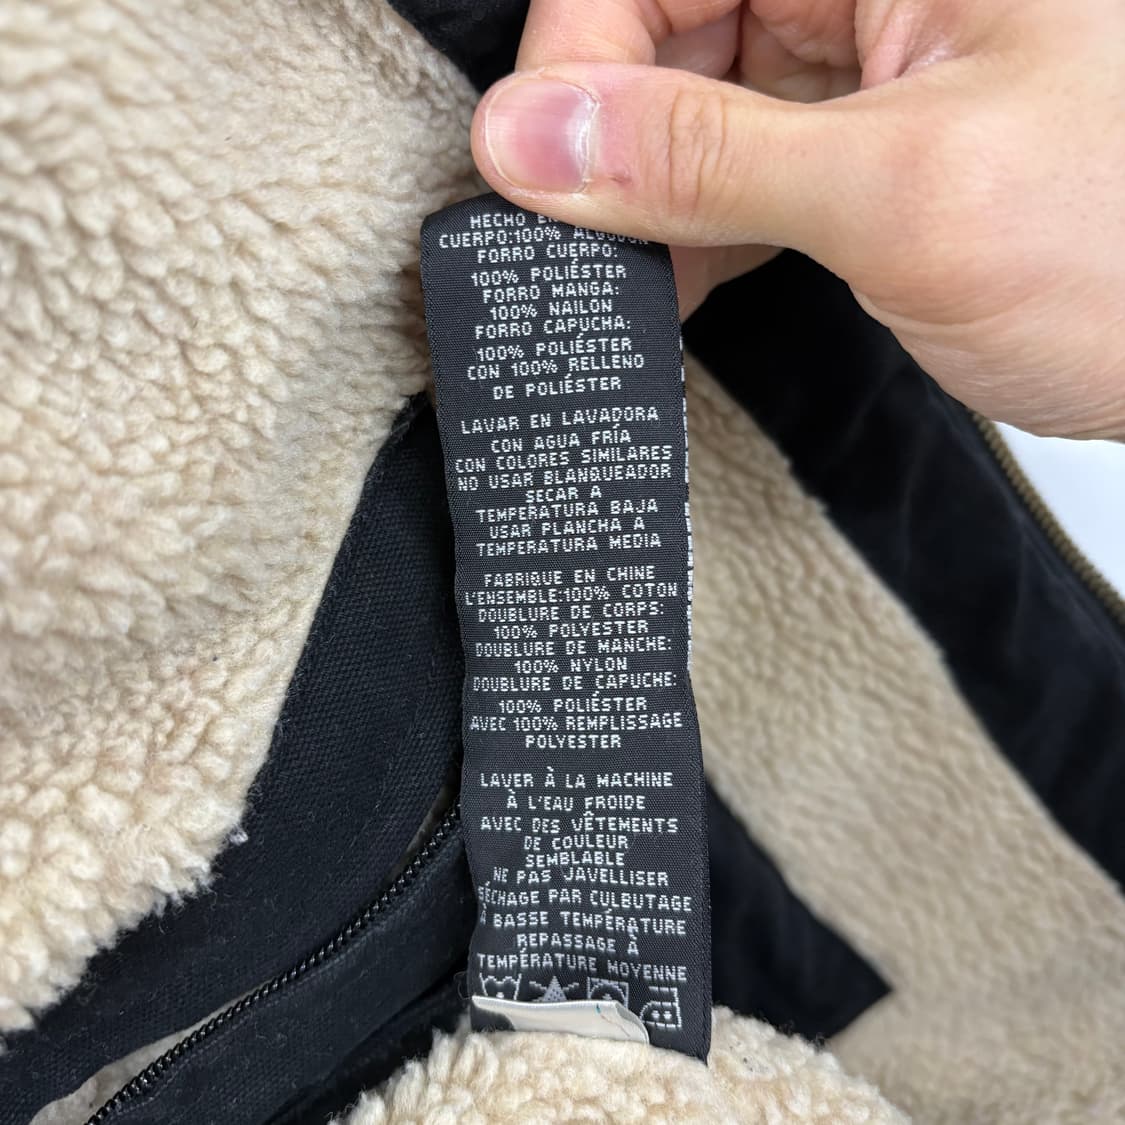 HECHO EN
CUERPO:100% ALGODÓN
FORRO CUERPO:
100% POLIÉSTER
FORRO MANGA:
100% NAILON
FORRO CAPUCHA:
100% POLIÉSTER
CON 100% RELLENO
DE POLIÉSTER
LAVAR EN LAVADORA
CON AGUA FRÍA
CON COLORES SIMILARES
NO USAR BLANQUEADOR
SECAR A
TEMPERATURA BAJA
USAR PLANCHA A
TEMPERATURA MEDIA
FABRIQUE EN CHINE
L'ENSEMBLE:100% COTON
DOUBLURE DE CORPS:
100% POLYESTER
DOUBLURE DE MANCHE:
100% NYLON
DOUBLURE DE CAPUCHE:
100% POLIÉSTER
AVEC 100% REMPLISSAGE
POLYESTER
LAVER À LA MACHINE
À L'EAU FROIDE
AVEC DES VÊTEMENTS
DE COULEUR
SEMBLABLE
NE PAS JAVELLISER
SÉCHAGE PAR CULBUTAGE
À BASSE TEMPÉRATURE
REPASSAGE À
TEMPÉRATURE MOYENNE